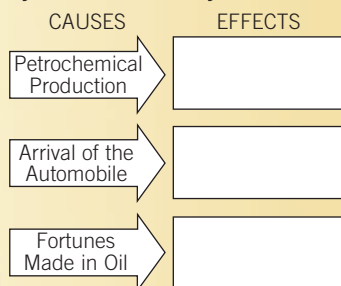 CAUSES EFFECTS
Petrochemical
Production
Arrival of the
Automobile
Fortunes
Made in Oil